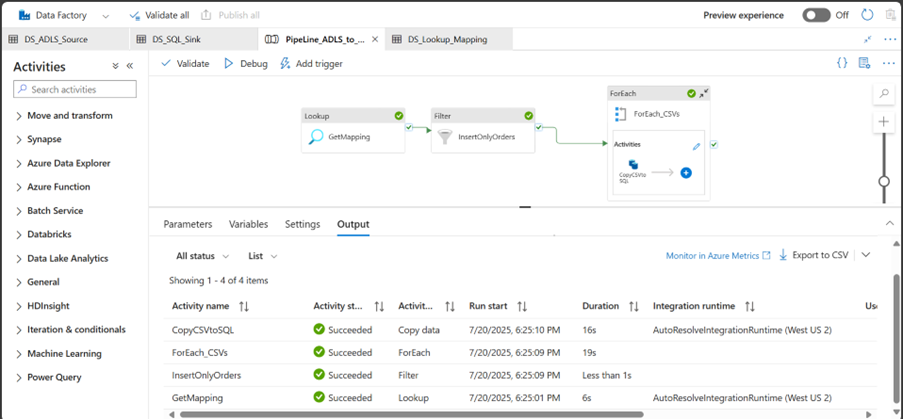 Data Factory Validate all Publish all Preview experience Off
DS_ADLS_Source DS_SQL_Sink PipeLine_ADLS_to_... DS_Lookup_Mapping
Activities
Validate Debug Add trigger
Search activities
Move and transform
Synapse
Azure Data Explorer
Azure Function
Batch Service
Databricks
Data Lake Analytics
General
HDInsight
Iteration & conditionals
Machine Learning
Power Query
Lookup
GetMapping
Filter
InsertOnlyOrders
ForEach
ForEach_CSVs
Activities
CopyCSVto
SQL
Parameters Variables Settings Output
All status List Monitor in Azure Metrics Export to CSV
Showing 1 - 4 of 4 items
Activity name Activity st... Activit... Run start Duration Integration runtime Use
CopyCSVtoSQL Succeeded Copy data 7/20/2025, 6:25:10 PM 16s AutoResolveIntegrationRuntime (West US 2)
ForEach_CSVs Succeeded ForEach 7/20/2025, 6:25:09 PM 19s
InsertOnlyOrders Succeeded Filter 7/20/2025, 6:25:09 PM Less than 1s
GetMapping Succeeded Lookup 7/20/2025, 6:25:01 PM 6s AutoResolveIntegrationRuntime (West US 2)